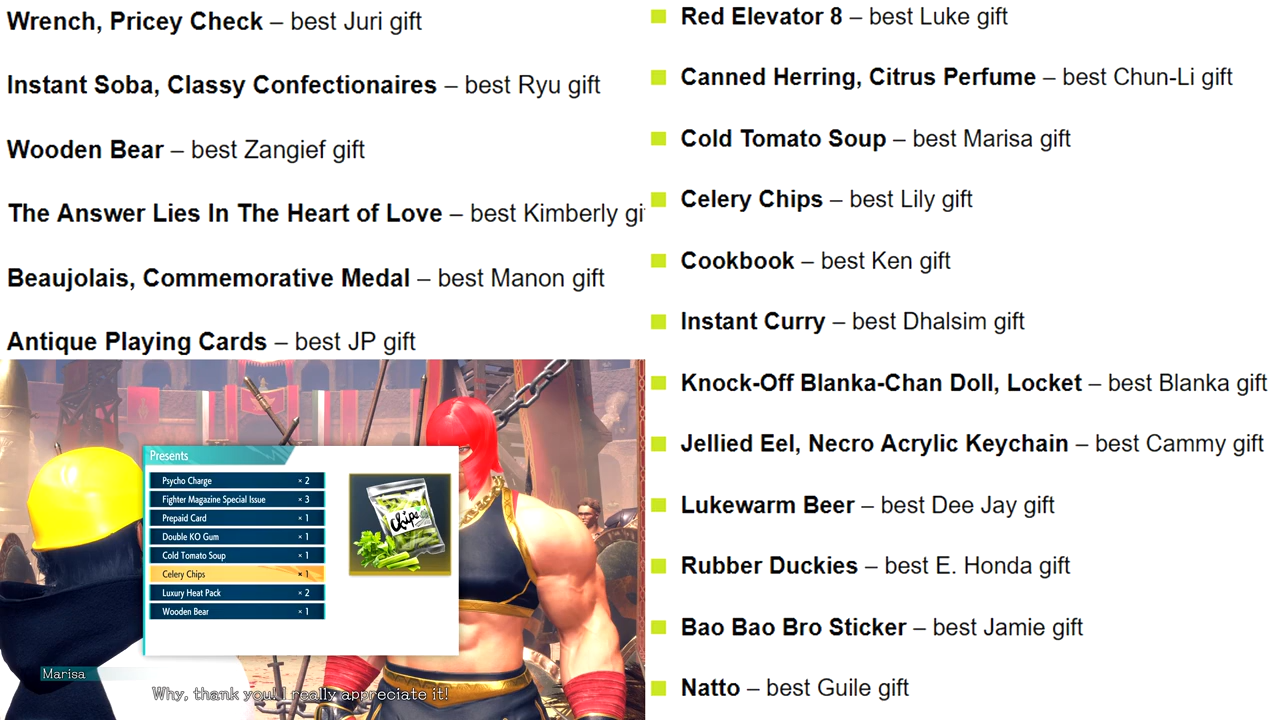 Wrench, Pricey Check – best Juri gift
Instant Soba, Classy Confectionaires – best Ryu gift
Wooden Bear – best Zangief gift
The Answer Lies In The Heart of Love – best Kimberly gi
Beaujolais, Commemorative Medal – best Manon gift
Antique Playing Cards – best JP gift
Presents
Psycho Charge × 2
Fighter Magazine Special Issue × 3
Prepaid Card × 1
Double KO Gum × 1
Cold Tomato Soup × 1
Celery Chips × 1
Luxury Heat Pack × 2
Wooden Bear × 1
Chips
Marisa
Why, thank you! I really appreciate it!
Red Elevator 8 – best Luke gift
Canned Herring, Citrus Perfume – best Chun-Li gift
Cold Tomato Soup – best Marisa gift
Celery Chips – best Lily gift
Cookbook – best Ken gift
Instant Curry – best Dhalsim gift
Knock-Off Blanka-Chan Doll, Locket – best Blanka gift
Jellied Eel, Necro Acrylic Keychain – best Cammy gift
Lukewarm Beer – best Dee Jay gift
Rubber Duckies – best E. Honda gift
Bao Bao Bro Sticker – best Jamie gift
Natto – best Guile gift